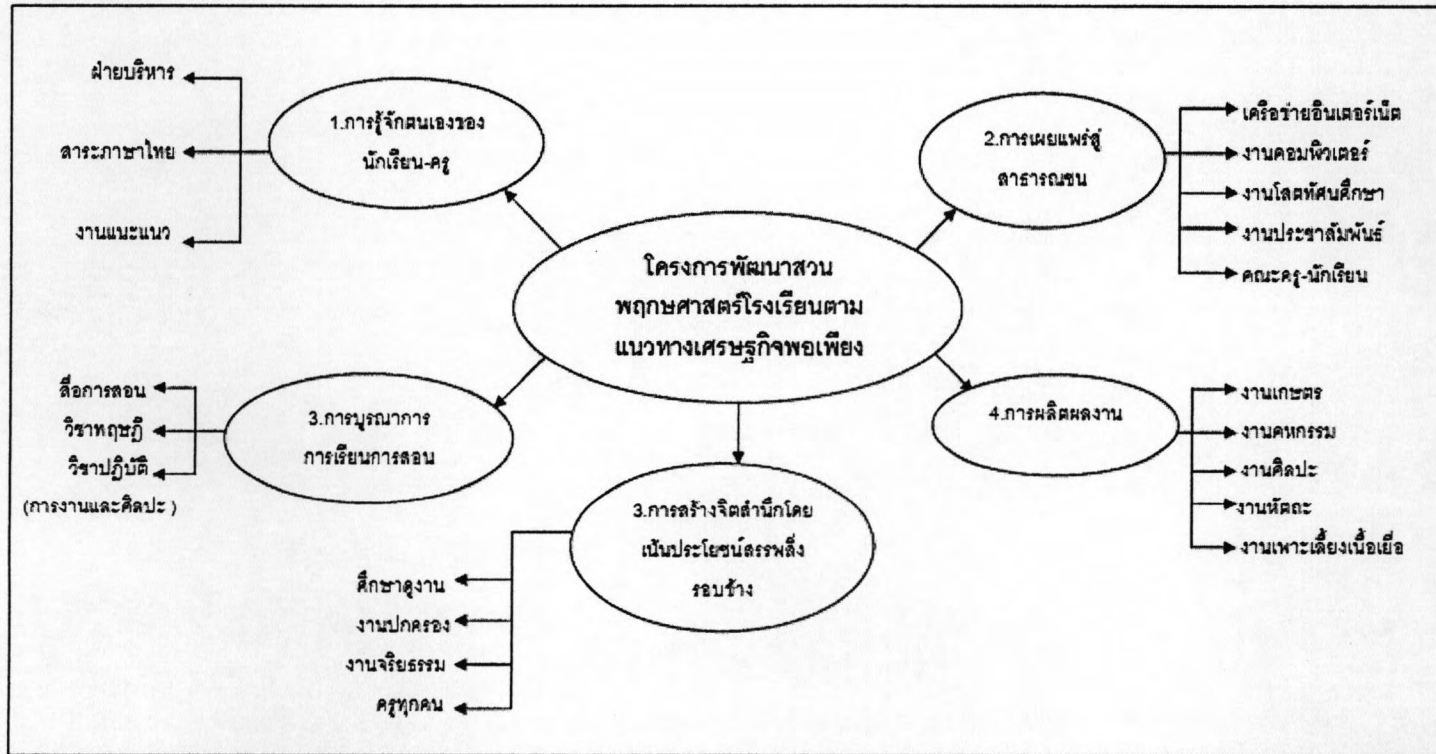 ฝ่ายบริหาร
สาระภาษาไทย
งานแนะแนว
1.การรู้จักตนเองของ
นักเรียน-ครู
2.การเผยแพร่สู่
สาธารณชน
เครือข่ายอินเตอร์เน็ต
งานคอมพิวเตอร์
งานโสตทัศนศึกษา
งานประชาสัมพันธ์
คณะครู-นักเรียน
โครงการพัฒนาสวน
พฤกษศาสตร์โรงเรียนตาม
แนวทางเศรษฐกิจพอเพียง
สื่อการสอน
วิชาทฤษฎี
วิชาปฏิบัติ
(การงานและศิลปะ )
3.การบูรณาการ
การเรียนการสอน
4.การผลิตผลงาน
งานเกษตร
งานคหกรรม
งานศิลปะ
งานหัตถะ
งานเพาะเลี้ยงเนื้อเยื่อ
3.การสร้างจิตสำนึกโดย
เน้นประโยชน์สรรพสิ่ง
รอบข้าง
ศึกษาดูงาน
งานปกครอง
งานจริยธรรม
ครูทุกคน